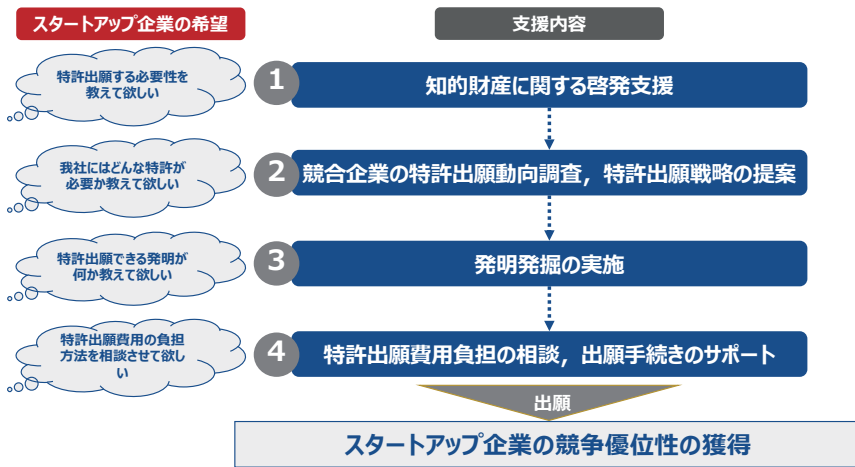 スタートアップ企業の希望
支援内容
特許出願する必要性を
教えて欲しい
1
知的財産に関する啓発支援
我社にはどんな特許が
必要か教えて欲しい
2
競合企業の特許出願動向調査，特許出願戦略の提案
特許出願できる発明が
何か教えて欲しい
3
発明発掘の実施
特許出願費用の負担
方法を相談させて欲し
い
4
特許出願費用負担の相談，出願手続きのサポート
出願
スタートアップ企業の競争優位性の獲得